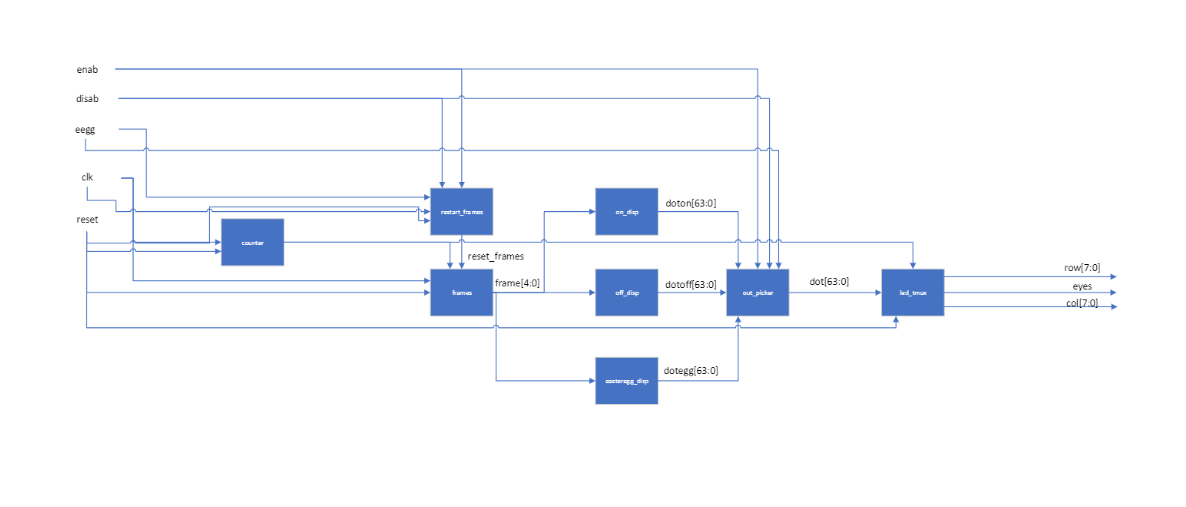 enab
disab
eegg
clk
reset
restart_frames
on_disp
doton[63:0]
counter
reset_frames
frame[4:0]
frames
off_disp
dotoff[63:0]
out_picker
dot[63:0]
led_tmux
row[7:0]
eyes
col[7:0]
easteregg_disp
dotegg[63:0]